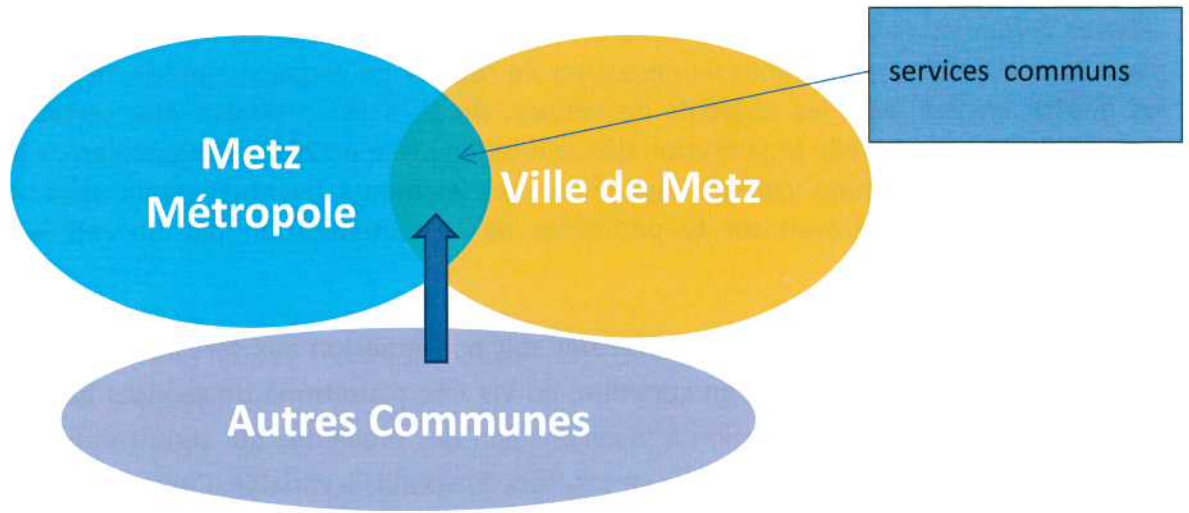 services communs
Metz
Métropole
Ville de Metz
Autres Communes